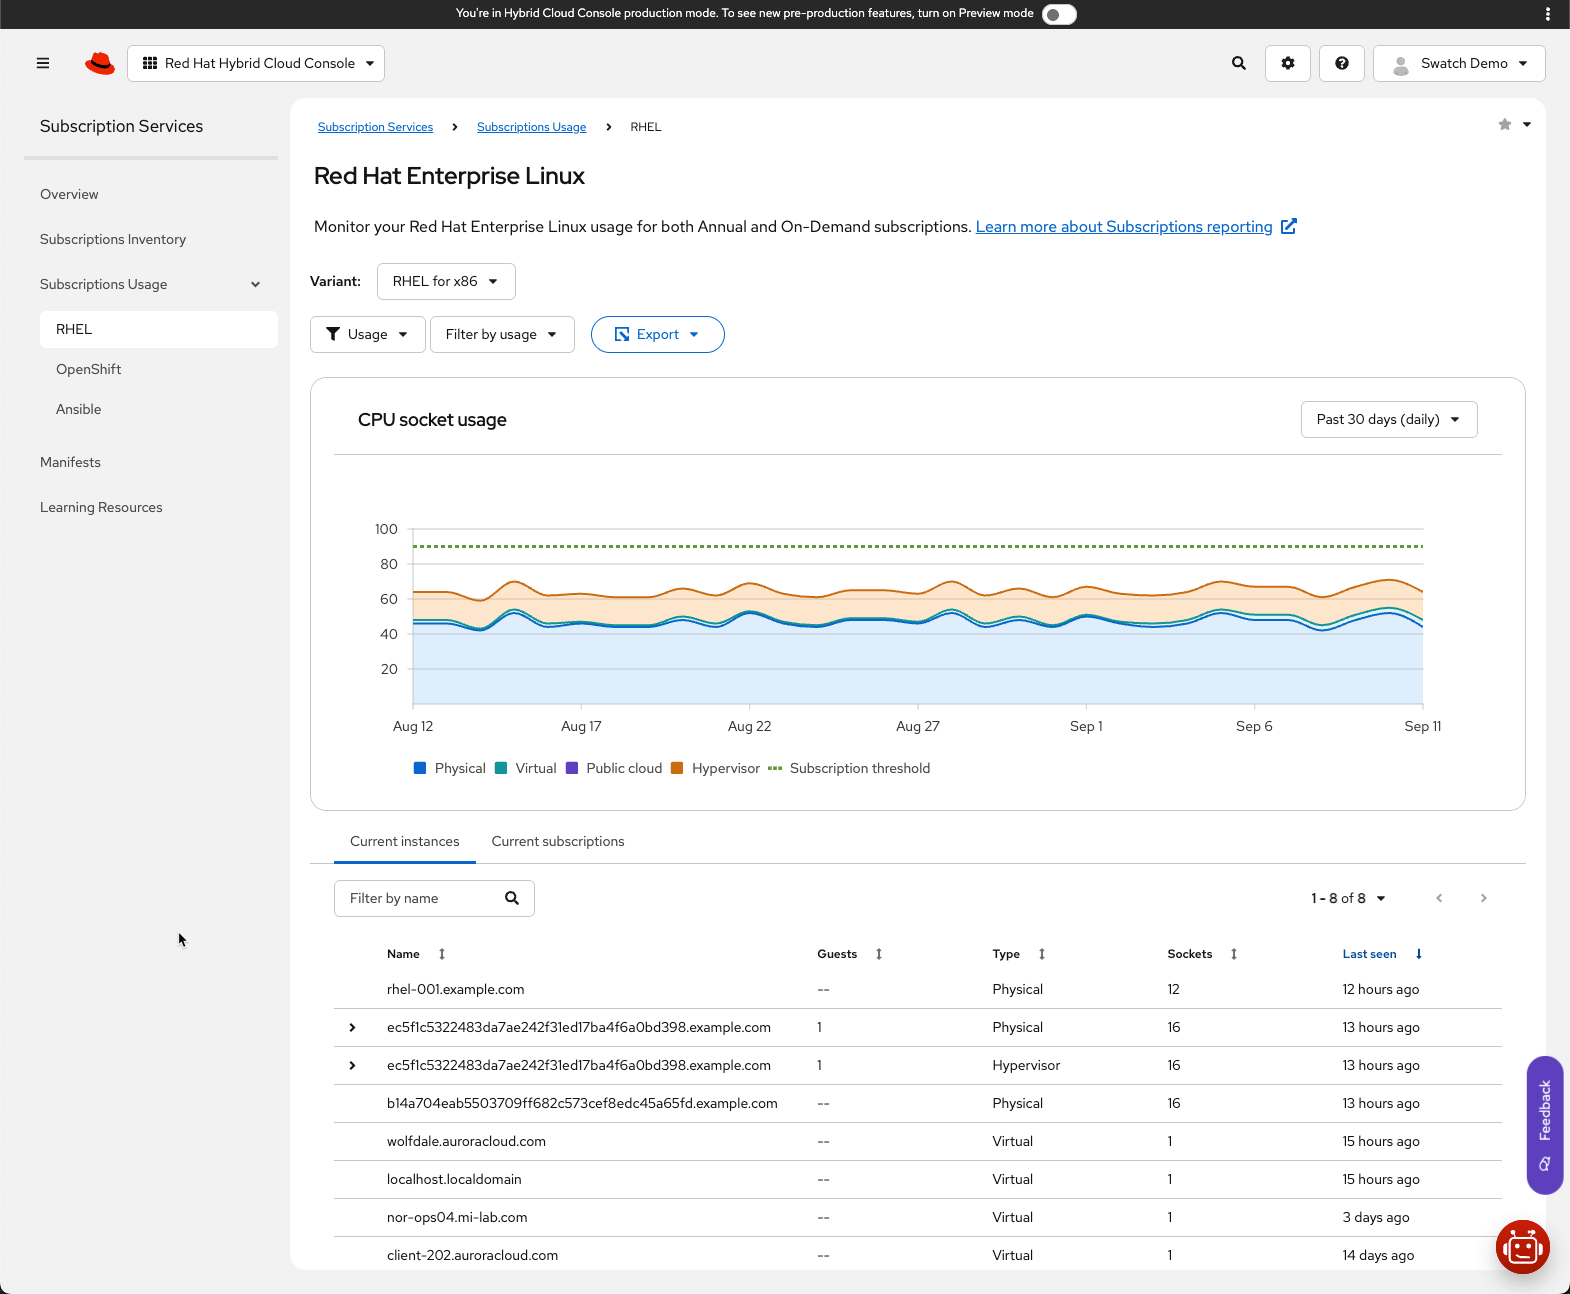 You're in Hybrid Cloud Console production mode. To see new pre-production features, turn on Preview mode
Red Hat Hybrid Cloud Console
Swatch Demo
Subscription Services
Overview
Subscriptions Inventory
Subscriptions Usage
RHEL
OpenShift
Ansible
Manifests
Learning Resources
Subscription Services Subscriptions Usage RHEL
Red Hat Enterprise Linux
Monitor your Red Hat Enterprise Linux usage for both Annual and On-Demand subscriptions. Learn more about Subscriptions reporting
Variant: RHEL for x86
Usage Filter by usage Export
CPU socket usage Past 30 days (daily)
100
80
60
40
20
Aug 12 Aug 17 Aug 22 Aug 27 Sep 1 Sep 6 Sep 11
Physical Virtual Public cloud Hypervisor Subscription threshold
Current instances Current subscriptions
Filter by name 1 - 8 of 8
Name Guests Type Sockets Last seen
rhel-001.example.com -- Physical 12 12 hours ago
ec5f1c5322483da7ae242f31ed17ba4f6a0bd398.example.com 1 Physical 16 13 hours ago
ec5f1c5322483da7ae242f31ed17ba4f6a0bd398.example.com 1 Hypervisor 16 13 hours ago
b14a704eab5503709ff682c573cef8edc45a65fd.example.com -- Physical 16 13 hours ago
wolfdale.auroracloud.com -- Virtual 1 15 hours ago
localhost.localdomain -- Virtual 1 15 hours ago
nor-ops04.mi-lab.com -- Virtual 1 3 days ago
client-202.auroracloud.com -- Virtual 1 14 days ago
Feedback